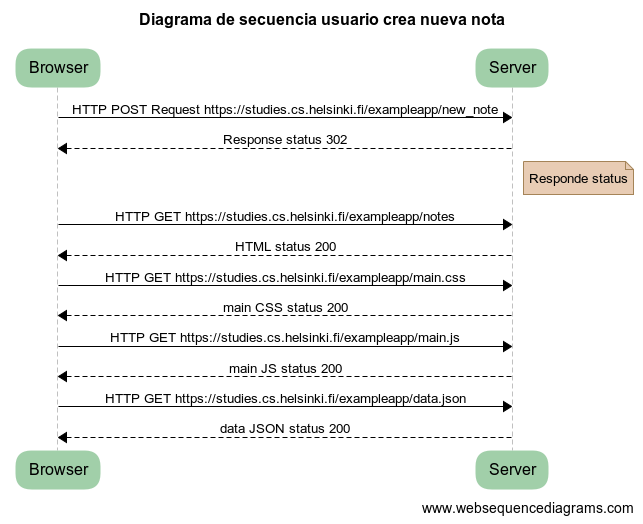 Diagrama de secuencia usuario crea nueva nota
Browser
Server
HTTP POST Request https://studies.cs.helsinki.fi/exampleapp/new_note
Response status 302
Responde status
HTTP GET https://studies.cs.helsinki.fi/exampleapp/notes
HTML status 200
HTTP GET https://studies.cs.helsinki.fi/exampleapp/main.css
main CSS status 200
HTTP GET https://studies.cs.helsinki.fi/exampleapp/main.js
main JS status 200
HTTP GET https://studies.cs.helsinki.fi/exampleapp/data.json
data JSON status 200
Browser
Server
www.websequencediagrams.com